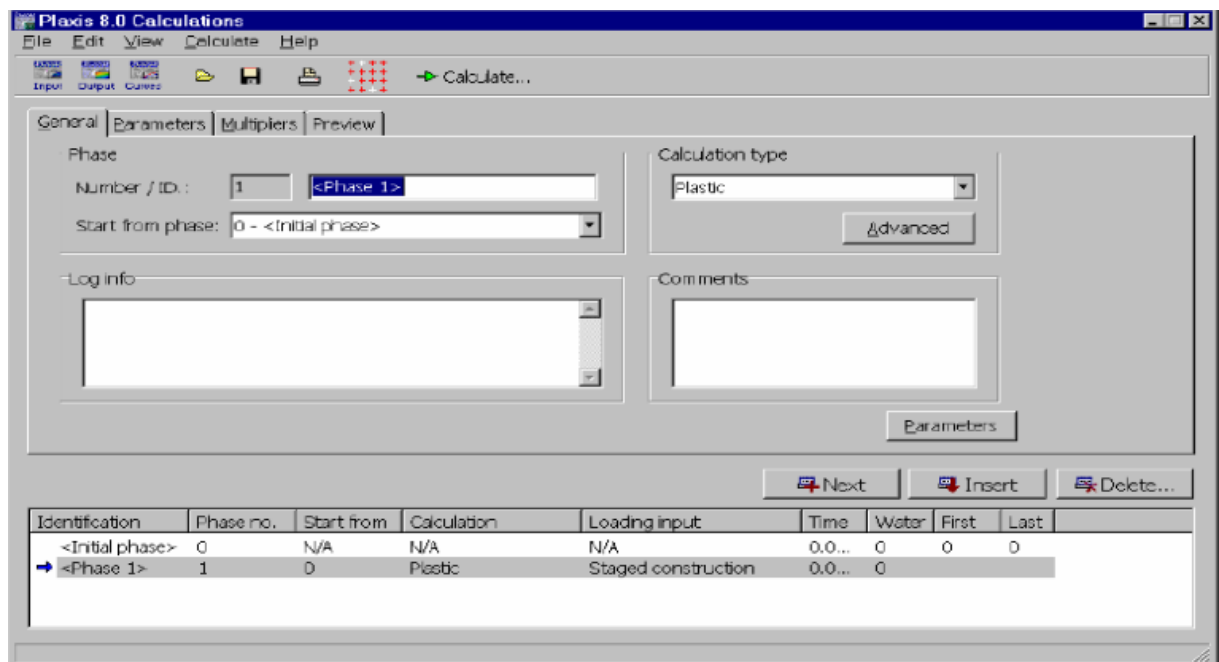 Plaxis 8.0 Calculations
File Edit View Calculate Help
Input Output Curves Calculate...
General Parameters Multipliers Preview
Phase
Number / ID.: 1 <Phase 1>
Start from phase: 0 - <Initial phase>
Calculation type
Plastic
Advanced
Log info
Comments
Parameters
Next Insert Delete...
Identification Phase no. Start from Calculation Loading input Time Water First Last
<Initial phase> 0 N/A N/A N/A 0.0... 0 0 0
<Phase 1> 1 0 Plastic Staged construction 0.0... 0